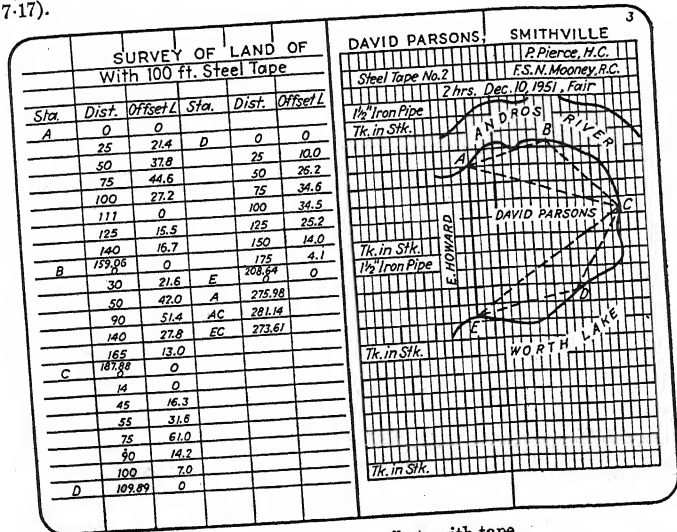 7·17).
3
SURVEY OF LAND OF
With 100 ft. Steel Tape
Sta. Dist. Offset L Sta. Dist. Offset L
A 0 0 D 0 0
25 21.4 25 10.0
50 37.8 50 26.2
75 44.6 75 34.6
100 27.2 100 34.5
111 0 125 25.2
125 15.5 150 14.0
140 16.7 175 4.1
B 159.06 0 208.64 0
0 E 0
30 21.6 A 275.98
50 42.0 AC 281.14
90 51.4 EC 273.61
140 27.8
165 13.0
C 187.88 0
0
14 0
45 16.3
55 31.6
75 61.0
90 14.2
100 7.0
D 109.89 0
DAVID PARSONS, SMITHVILLE
P. Pierce, H.C.
Steel Tape No.2 F.S.N. Mooney, R.C.
2 hrs. Dec. 10, 1951, Fair
1½" Iron Pipe
Tk. in Stk.
ANDROS RIVER
A
B
C
DAVID PARSONS
E. HOWARD
Tk. in Stk.
1½" Iron Pipe
D
E
WORTH LAKE
Tk. in Stk.
Tk. in Stk.
with tape